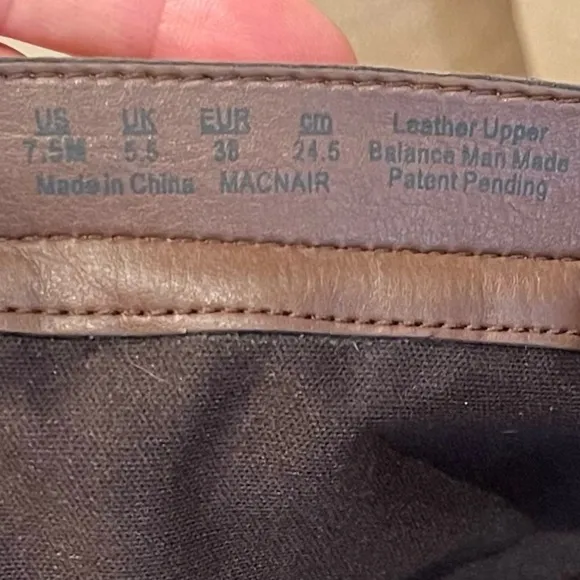 US UK EUR cm Leather Upper
7.5M 5.5 38 24.5 Balance Man Made
Made in China MACNAIR Patent Pending